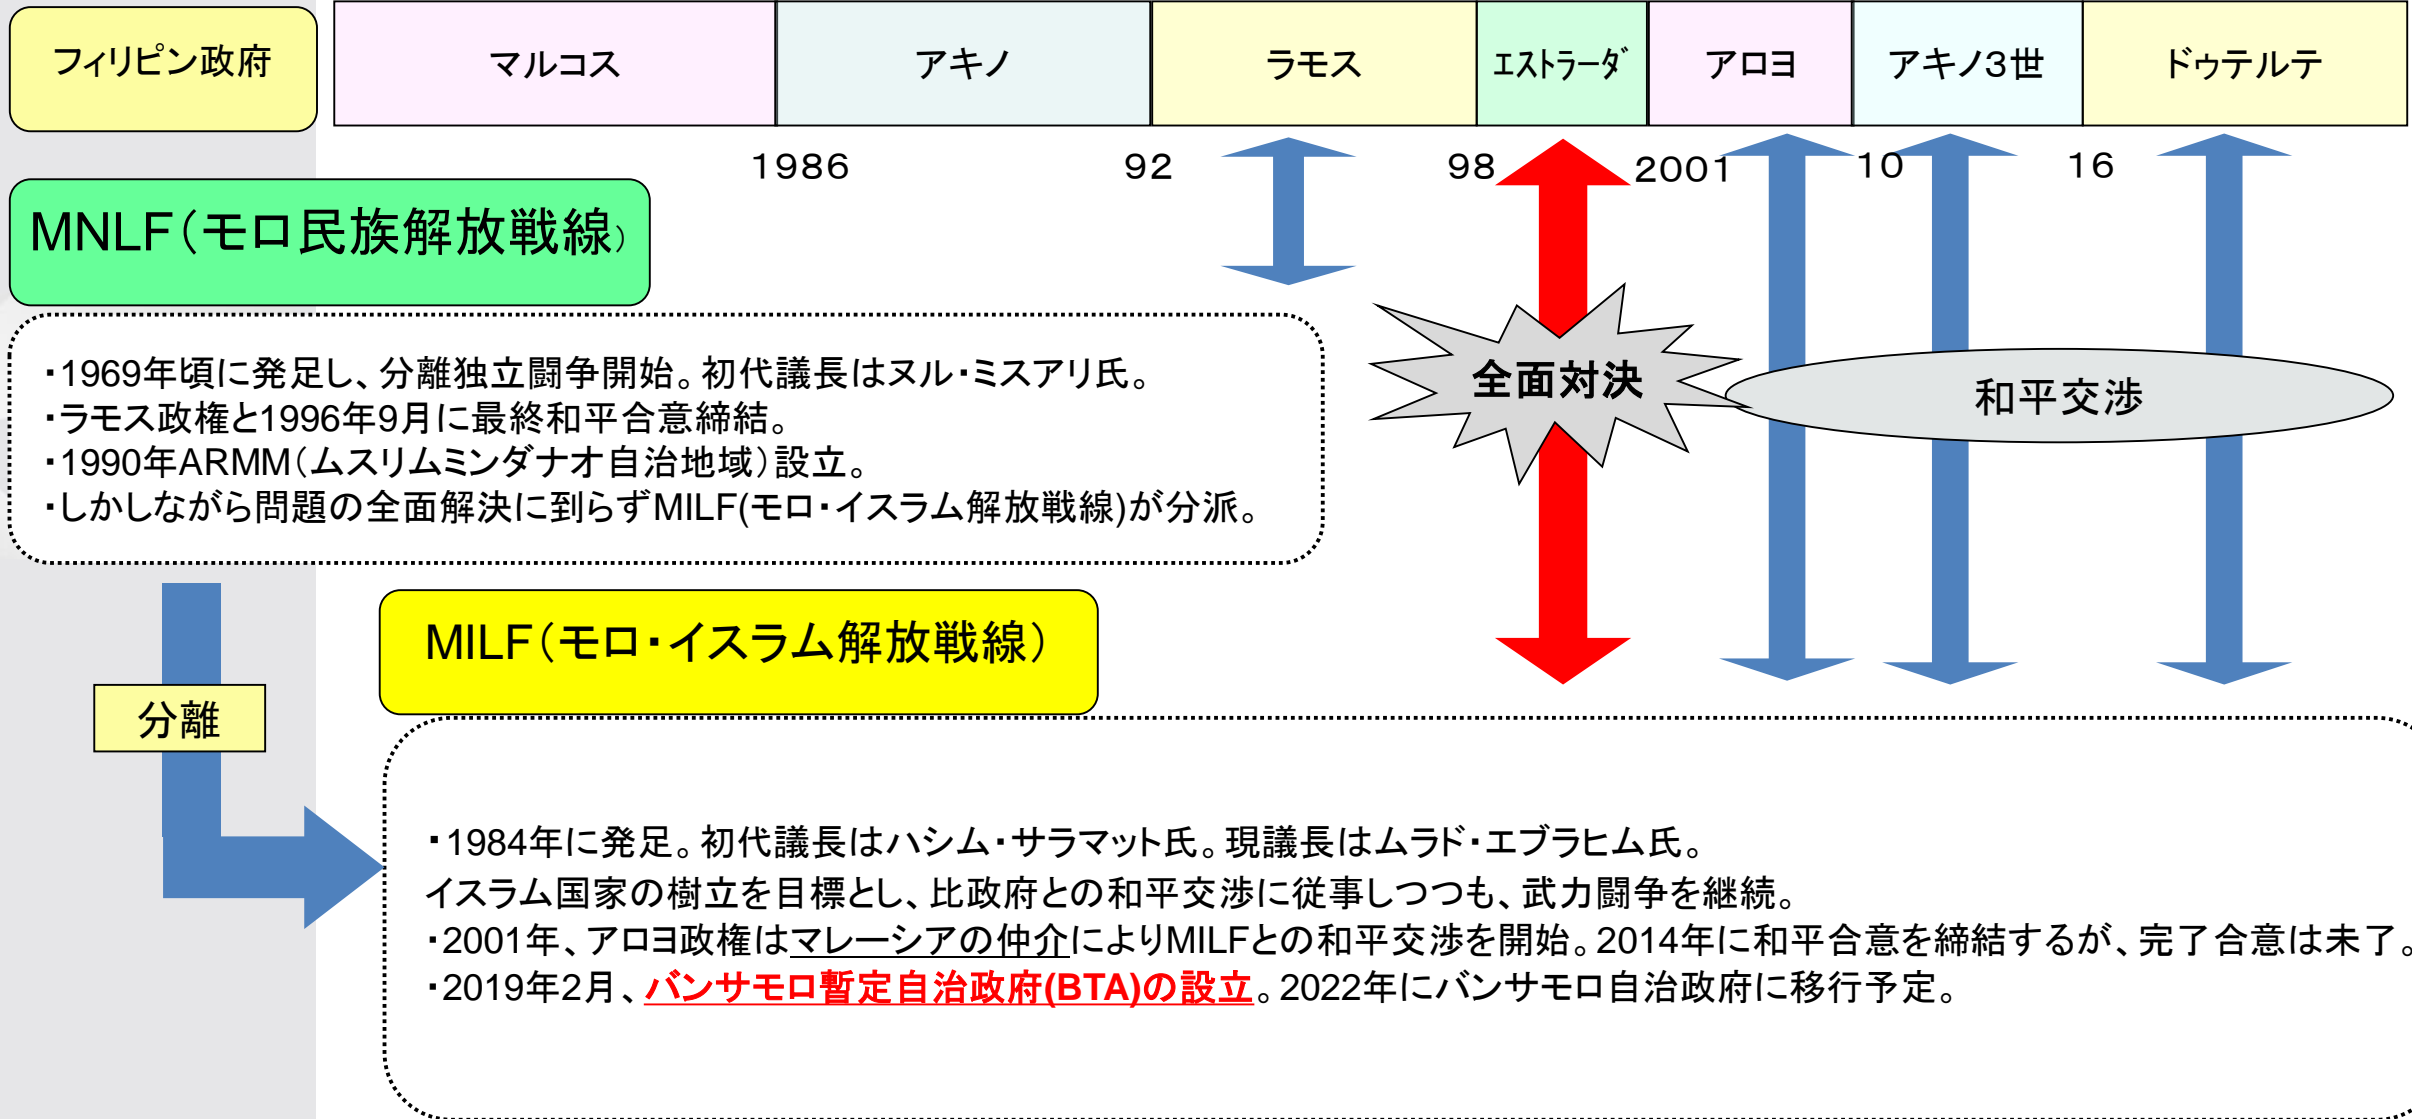 フィリピン政府
マルコス
アキノ
ラモス
ｴｽﾄﾗｰﾀﾞ
アロヨ
アキノ3世
ドゥテルテ
1986
92
98
2001
10
16
MNLF（モロ民族解放戦線）
・1969年頃に発足し、分離独立闘争開始。初代議長はヌル・ミスアリ氏。
・ラモス政権と1996年9月に最終和平合意締結。
・1990年ARMM（ムスリムミンダナオ自治地域）設立。
・しかしながら問題の全面解決に到らずMILF(モロ・イスラム解放戦線)が分派。
全面対決
和平交渉
MILF（モロ・イスラム解放戦線）
分離
・1984年に発足。初代議長はハシム・サラマット氏。現議長はムラド・エブラヒム氏。
イスラム国家の樹立を目標とし、比政府との和平交渉に従事しつつも、武力闘争を継続。
・2001年、アロヨ政権はマレーシアの仲介によりMILFとの和平交渉を開始。2014年に和平合意を締結するが、完了合意は未了。
・2019年2月、バンサモロ暫定自治政府(BTA)の設立。2022年にバンサモロ自治政府に移行予定。